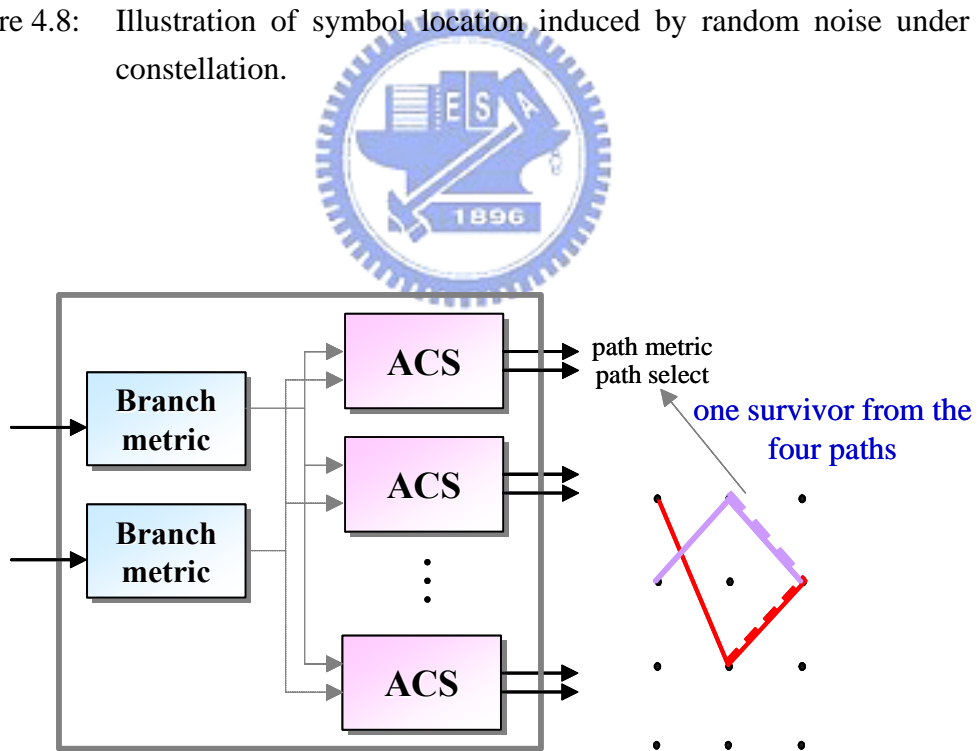 re 4.8: Illustration of symbol location induced by random noise under
constellation.
E S A
1896
ACS
path metric
path select
Branch
metric
one survivor from the
four paths
ACS
Branch
metric
ACS